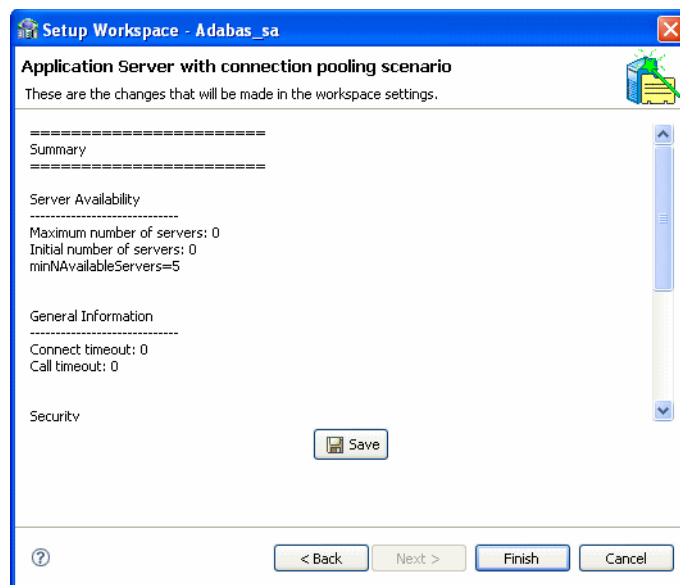 Setup Workspace - Adabas_sa
Application Server with connection pooling scenario
These are the changes that will be made in the workspace settings.
========================
Summary
========================
Server Availability
-----------------------------
Maximum number of servers: 0
Initial number of servers: 0
minNAvailableServers=5
General Information
-----------------------------
Connect timeout: 0
Call timeout: 0
Security
Save
< Back
Next >
Finish
Cancel